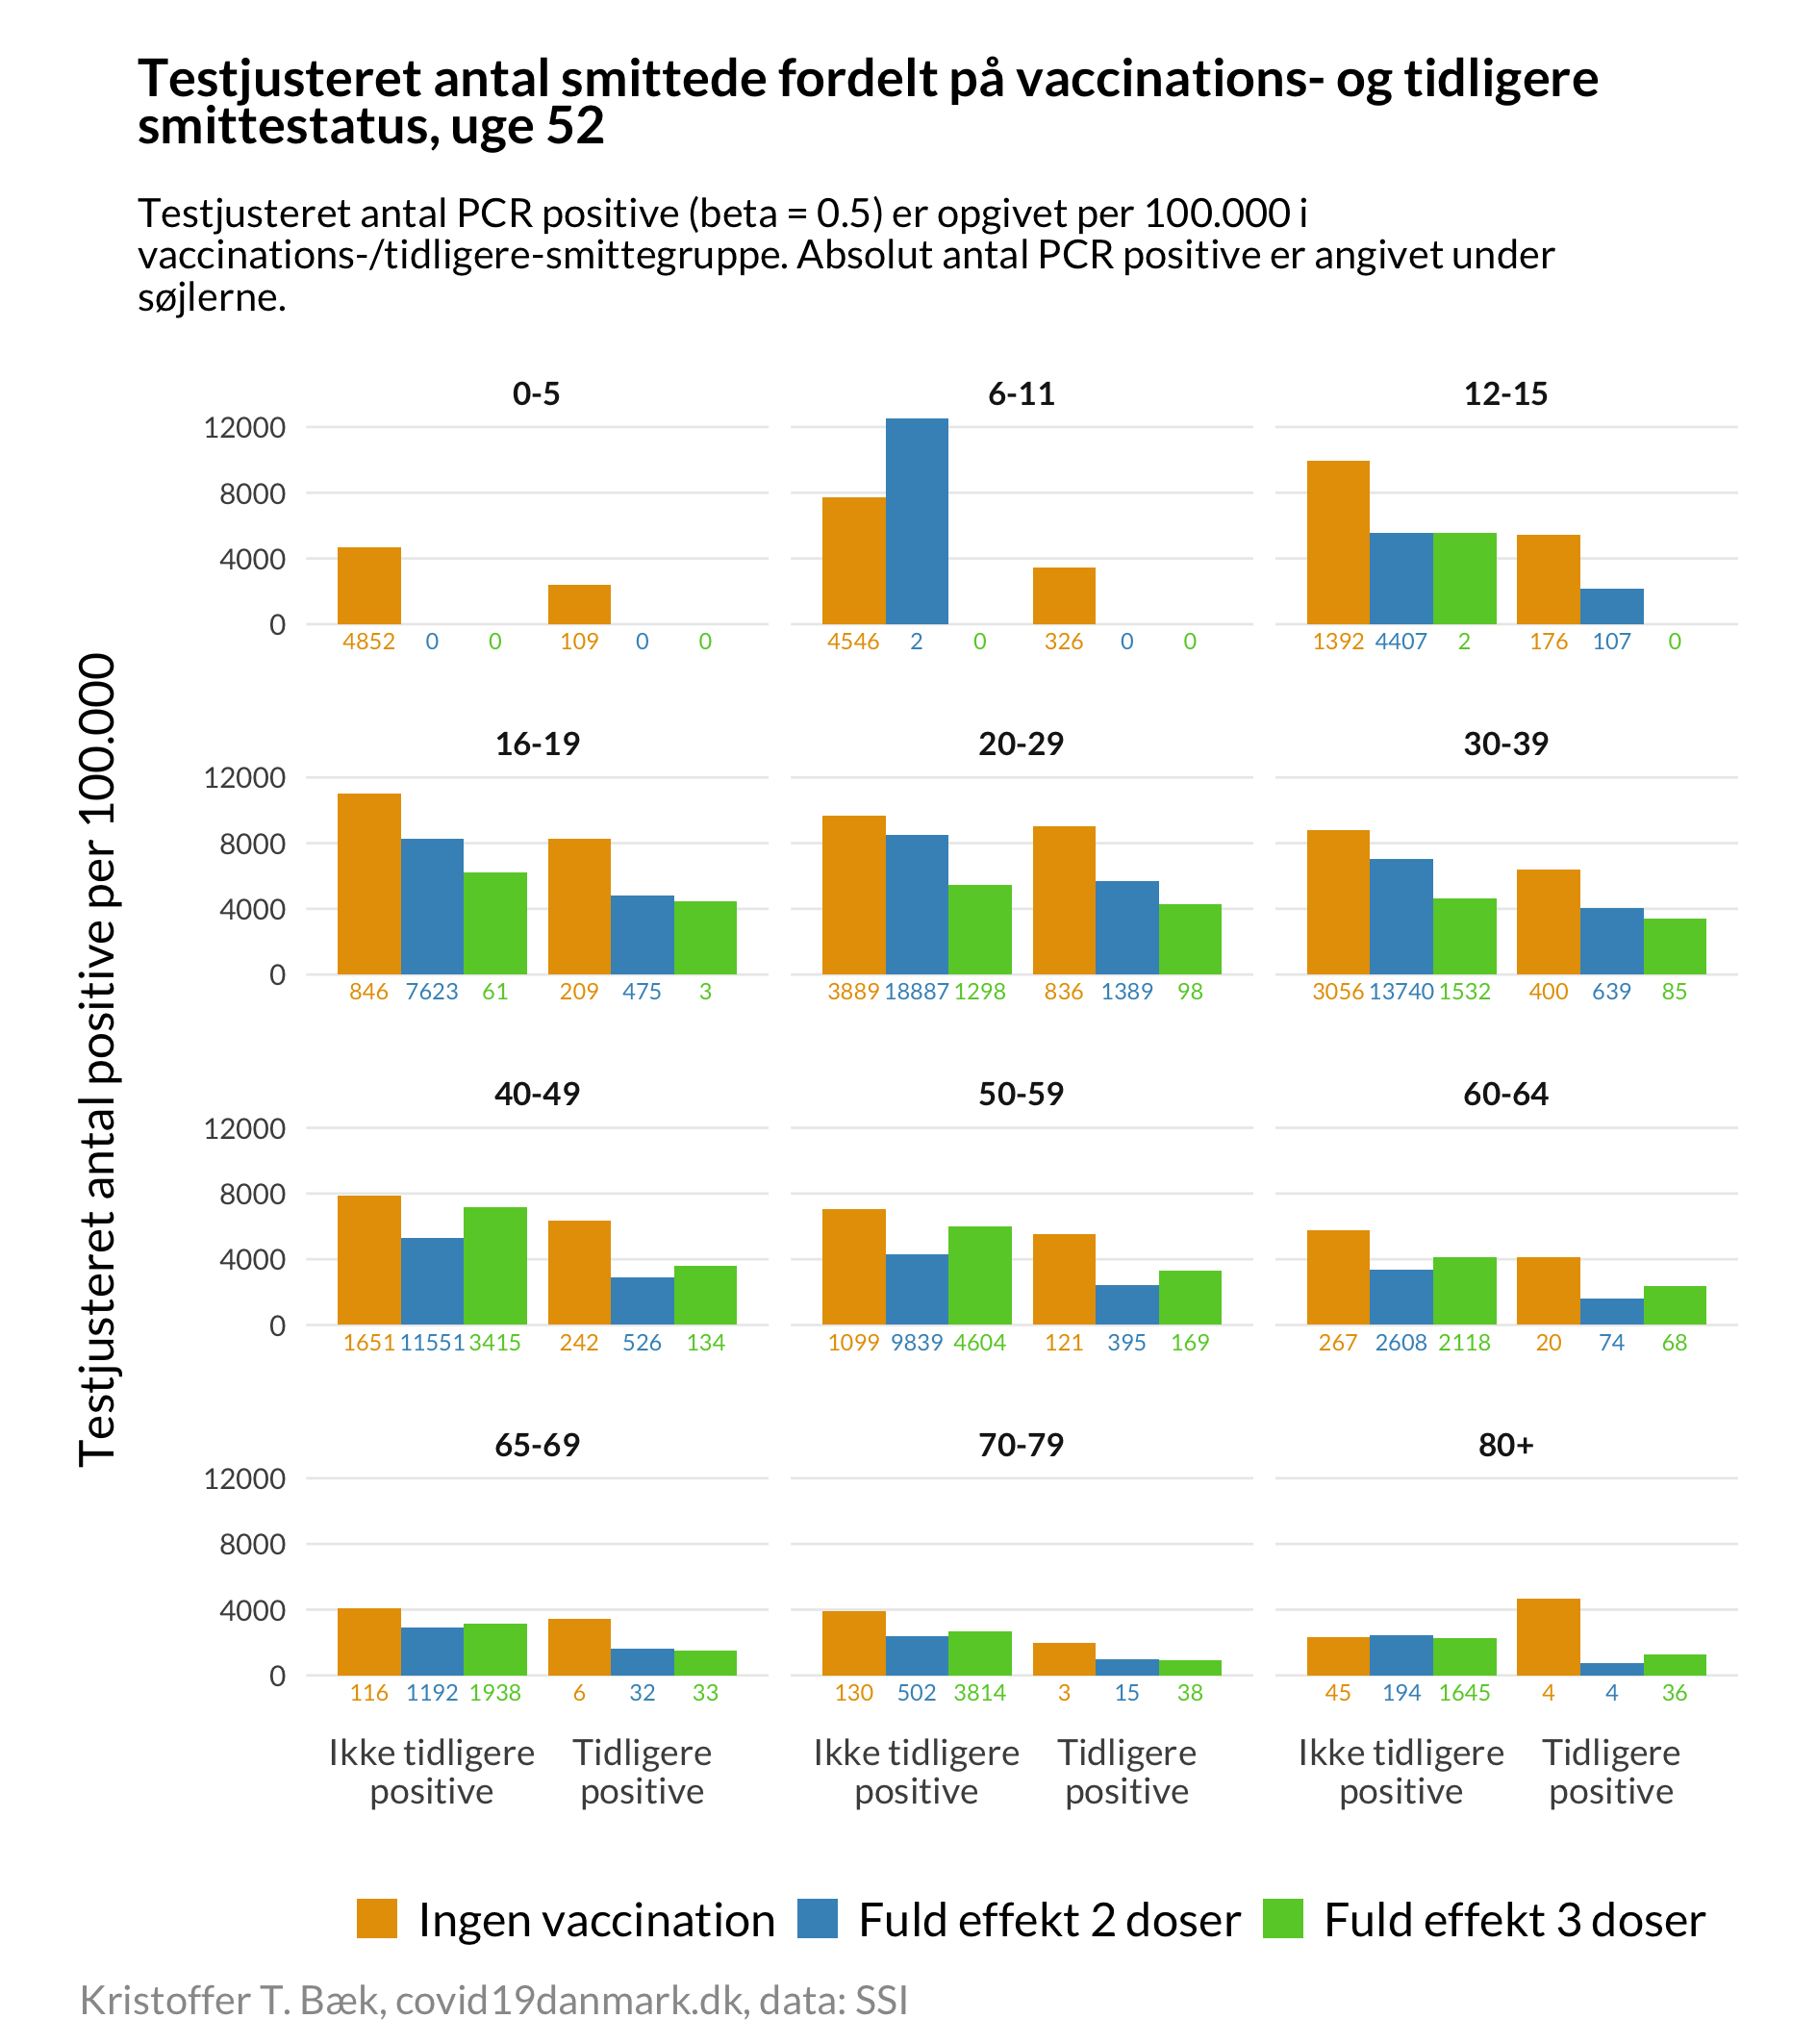 Testjusteret antal smittede fordelt på vaccinations- og tidligere
smittestatus, uge 52
Testjusteret antal PCR positive (beta = 0.5) er opgivet per 100.000 i
vaccinations-/tidligere-smittegruppe. Absolut antal PCR positive er angivet under
søjlerne.
Testjusteret antal positive per 100.000
0-5 6-11 12-15
12000
8000
4000
0
4852 0 0 109 0 0 4546 2 0 326 0 0 1392 4407 2 176 107 0
16-19 20-29 30-39
12000
8000
4000
0
846 7623 61 209 475 3 3889 18887 1298 836 1389 98 3056 13740 1532 400 639 85
40-49 50-59 60-64
12000
8000
4000
0
1651 11551 3415 242 526 134 1099 9839 4604 121 395 169 267 2608 2118 20 74 68
65-69 70-79 80+
12000
8000
4000
0
116 1192 1938 6 32 33 130 502 3814 3 15 38 45 194 1645 4 4 36
Ikke tidligere Tidligere Ikke tidligere Tidligere Ikke tidligere Tidligere
positive positive positive positive positive positive
Ingen vaccination Fuld effekt 2 doser Fuld effekt 3 doser
Kristoffer T. Bæk, covid19danmark.dk, data: SSI